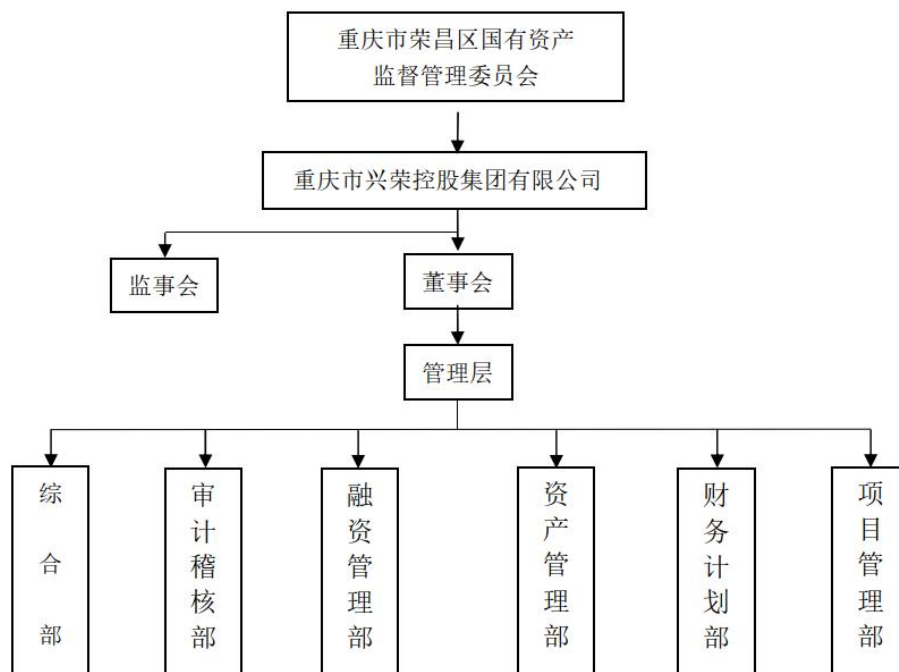 重庆市荣昌区国有资产
监督管理委员会
重庆市兴荣控股集团有限公司
监事会
董事会
管理层
综合部
审计稽核部
融资管理部
资产管理部
财务计划部
项目管理部